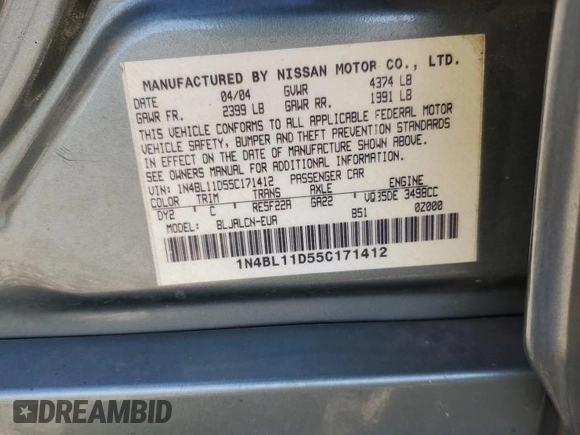 MANUFACTURED BY NISSAN MOTOR CO., LTD.
DATE 04/04 GVWR 4374 LB
GAWR FR. 2399 LB GAWR RR. 1991 LB
THIS VEHICLE CONFORMS TO ALL APPLICABLE FEDERAL MOTOR
VEHICLE SAFETY, BUMPER AND THEFT PREVENTION STANDARDS
IN EFFECT ON THE DATE OF MANUFACTURE SHOWN ABOVE.
SEE OWNERS MANUAL FOR ADDITIONAL INFORMATION.
VIN: 1N4BL11D55C171412 PASSENGER CAR
COLOR TRIM TRANS AXLE ENGINE
DY2 C RE5F22A GA22 VQ35DE 3498CC
MODEL: BLJALCN-EUA BS1 0Z000
1N4BL11D55C171412
DREAMBID